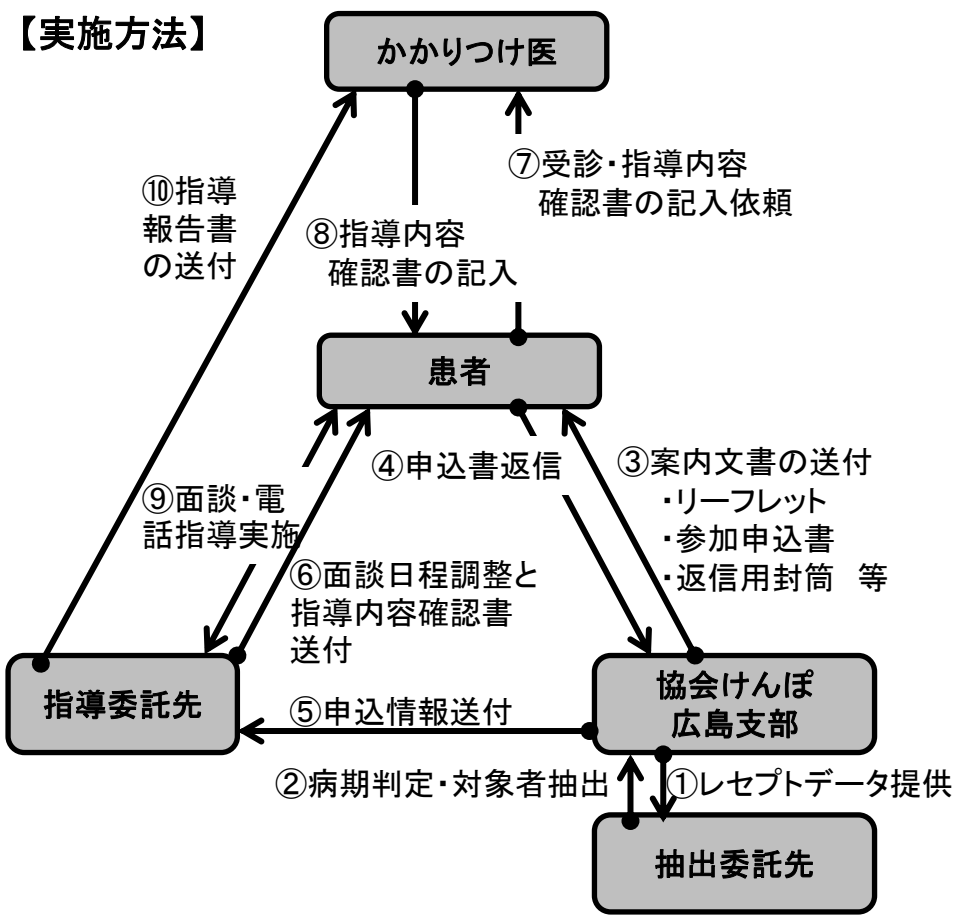 【実施方法】
かかりつけ医
⑦受診・指導内容
確認書の記入依頼
⑩指導
報告書
の送付
⑧指導内容
確認書の記入
患者
④申込書返信
③案内文書の送付
・リーフレット
・参加申込書
・返信用封筒　等
⑨面談・電
話指導実施
⑥面談日程調整と
指導内容確認書
送付
指導委託先
⑤申込情報送付
協会けんぽ
広島支部
②病期判定・対象者抽出
①レセプトデータ提供
抽出委託先